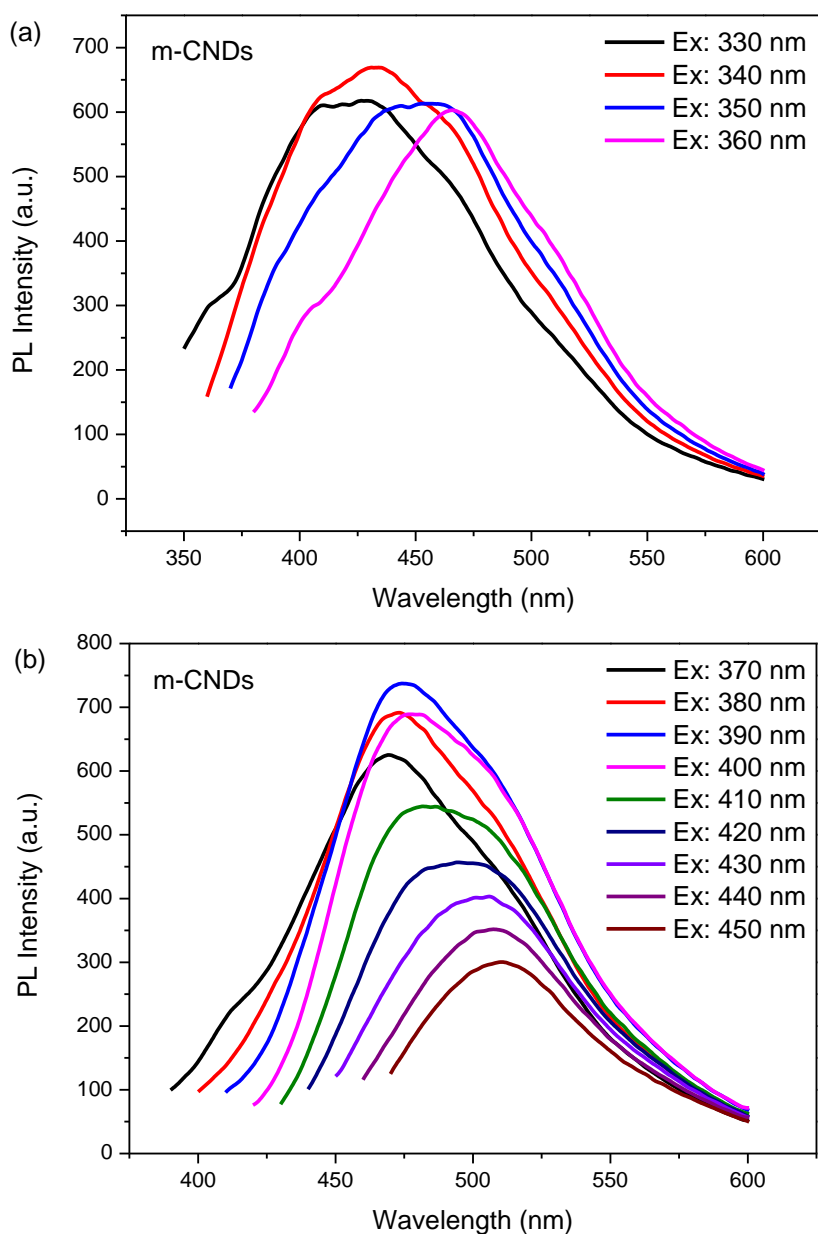 (a)
m-CNDs
Ex: 330 nm
Ex: 340 nm
Ex: 350 nm
Ex: 360 nm
700
600
500
400
300
200
100
0
PL Intensity (a.u.)
350 400 450 500 550 600
Wavelength (nm)
(b)
m-CNDs
Ex: 370 nm
Ex: 380 nm
Ex: 390 nm
Ex: 400 nm
Ex: 410 nm
Ex: 420 nm
Ex: 430 nm
Ex: 440 nm
Ex: 450 nm
800
700
600
500
400
300
200
100
0
PL Intensity (a.u.)
400 450 500 550 600
Wavelength (nm)